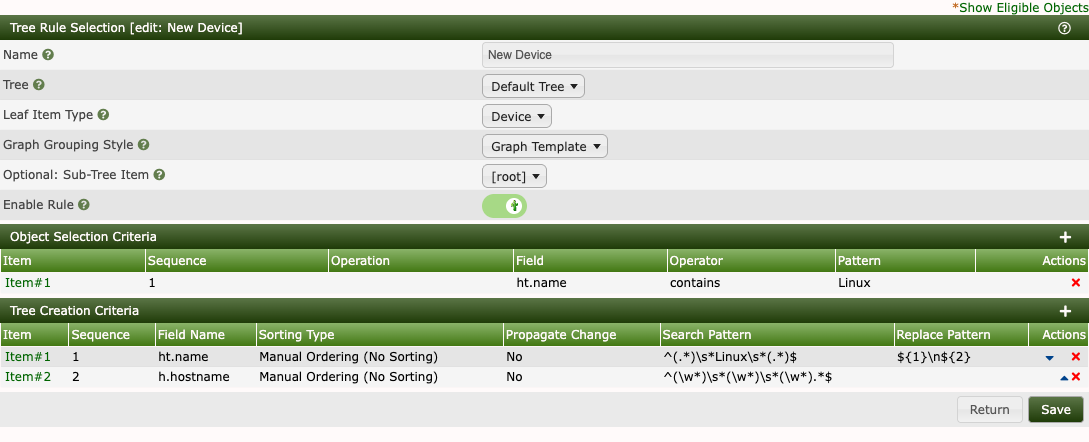 *Show Eligible Objects
Tree Rule Selection [edit: New Device]
Name
New Device
Tree
Default Tree
Leaf Item Type
Device
Graph Grouping Style
Graph Template
Optional: Sub-Tree Item
[root]
Enable Rule
Object Selection Criteria
Item Sequence Operation Field Operator Pattern Actions
Item#1 1 ht.name contains Linux
Tree Creation Criteria
Item Sequence Field Name Sorting Type Propagate Change Search Pattern Replace Pattern Actions
Item#1 1 ht.name Manual Ordering (No Sorting) No ^(.*)\s*Linux\s*(.*)$ ${1}\n${2}
Item#2 2 h.hostname Manual Ordering (No Sorting) No ^(\w*)\s*(\w*)\s*(\w*).*$
Return Save